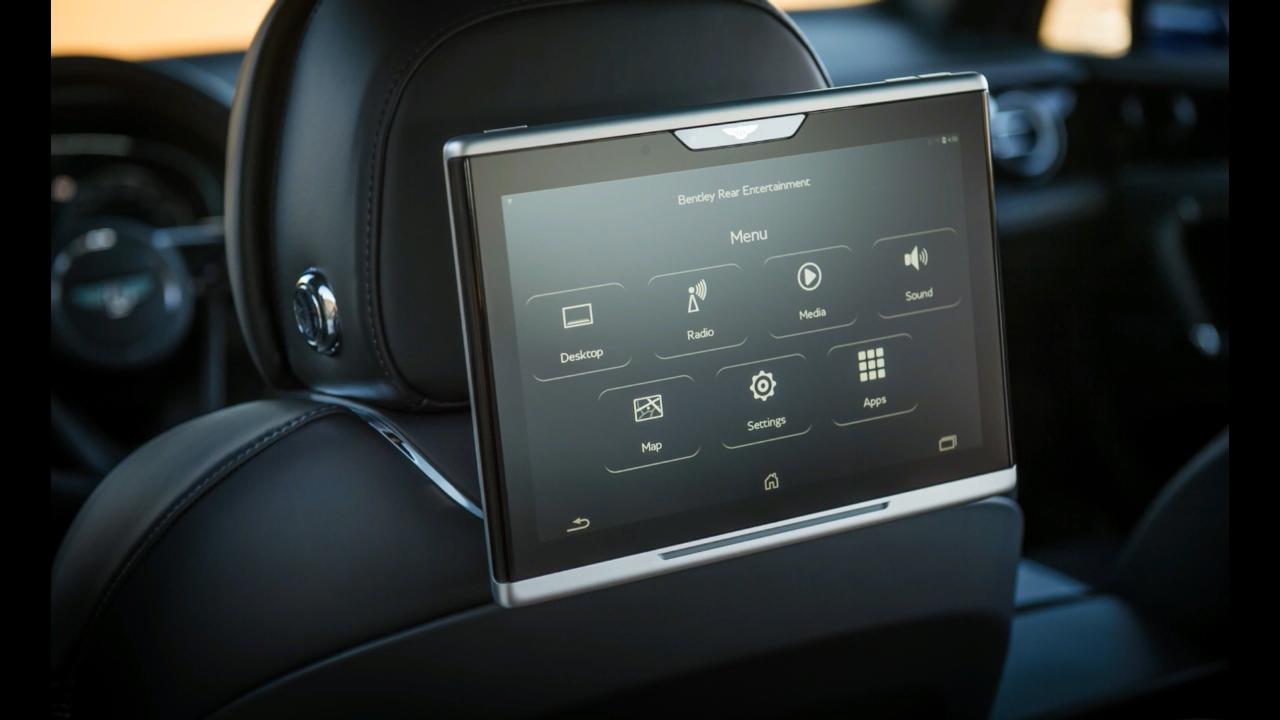 Bentley Rear Entertainment
Menu
Desktop
Radio
Media
Sound
Map
Settings
Apps